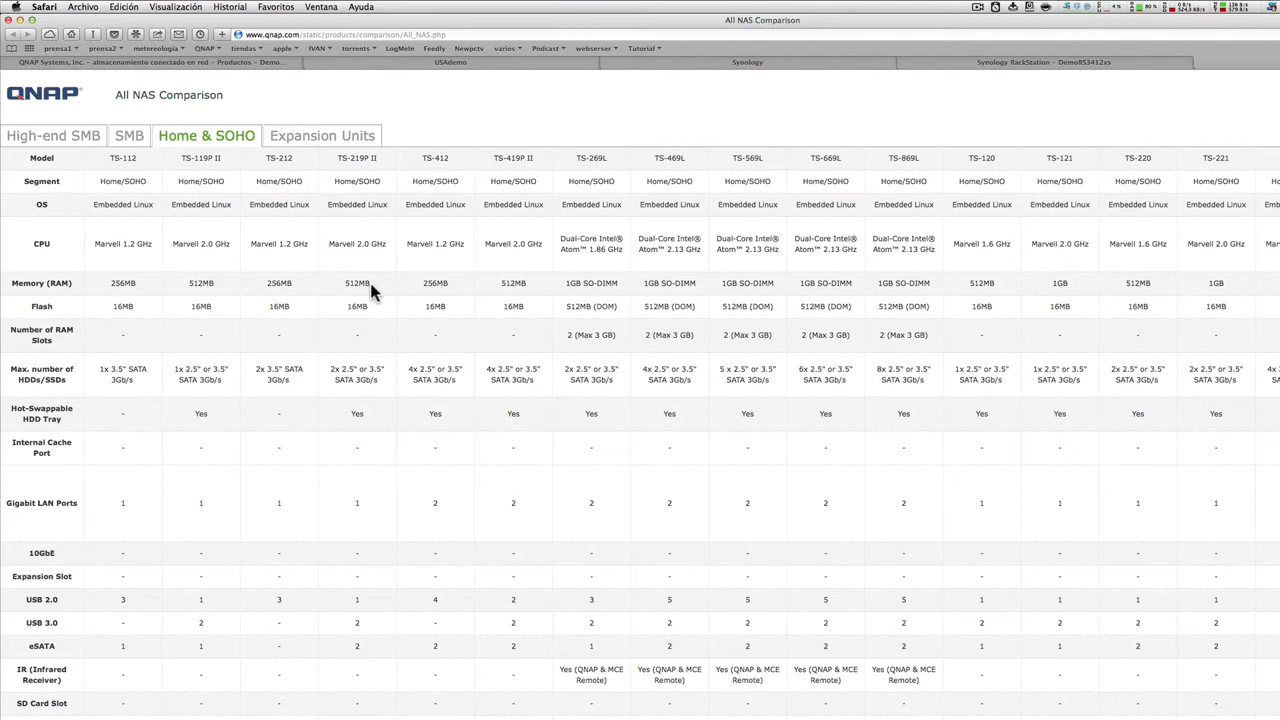 Safari Archivo Edición Visualización Historial Favoritos Ventana Ayuda
All NAS Comparison
www.qnap.com/static/products/comparison/All_NAS.php
prensa1 prensa2 metereologia QNAP tiendas apple IVAN torrents LogMeIn Feedly Newpctv varios Podcast webserver Tutorial
QNAP Systems, Inc. – almacenamiento conectado en red – Productos – Demo... USAdemo Synology Synology RackStation – DemoRS3412xs
QNAP All NAS Comparison
High-end SMB SMB Home & SOHO Expansion Units
Model TS-112 TS-119P II TS-212 TS-219P II TS-412 TS-419P II TS-269L TS-469L TS-569L TS-669L TS-869L TS-120 TS-121 TS-220 TS-221
Segment Home/SOHO Home/SOHO Home/SOHO Home/SOHO Home/SOHO Home/SOHO Home/SOHO Home/SOHO Home/SOHO Home/SOHO Home/SOHO Home/SOHO Home/SOHO Home/SOHO Home/SOHO
OS Embedded Linux Embedded Linux Embedded Linux Embedded Linux Embedded Linux Embedded Linux Embedded Linux Embedded Linux Embedded Linux Embedded Linux Embedded Linux Embedded Linux Embedded Linux Embedded Linux Embedded Linux
CPU Marvell 1.2 GHz Marvell 2.0 GHz Marvell 1.2 GHz Marvell 2.0 GHz Marvell 1.2 GHz Marvell 2.0 GHz Dual-Core Intel® Atom™ 1.86 GHz Dual-Core Intel® Atom™ 2.13 GHz Dual-Core Intel® Atom™ 2.13 GHz Dual-Core Intel® Atom™ 2.13 GHz Dual-Core Intel® Atom™ 2.13 GHz Marvell 1.6 GHz Marvell 2.0 GHz Marvell 1.6 GHz Marvell 2.0 GHz
Memory (RAM) 256MB 512MB 256MB 512MB 256MB 512MB 1GB SO-DIMM 1GB SO-DIMM 1GB SO-DIMM 1GB SO-DIMM 1GB SO-DIMM 512MB 1GB 512MB 1GB
Flash 16MB 16MB 16MB 16MB 16MB 16MB 512MB (DOM) 512MB (DOM) 512MB (DOM) 512MB (DOM) 512MB (DOM) 16MB 16MB 16MB 16MB
Number of RAM Slots - - - - - - 2 (Max 3 GB) 2 (Max 3 GB) 2 (Max 3 GB) 2 (Max 3 GB) 2 (Max 3 GB) - - - -
Max. number of HDDs/SSDs 1x 3.5" SATA 3Gb/s 1x 2.5" or 3.5" SATA 3Gb/s 2x 3.5" SATA 3Gb/s 2x 2.5" or 3.5" SATA 3Gb/s 4x 2.5" or 3.5" SATA 3Gb/s 4x 2.5" or 3.5" SATA 3Gb/s 2x 2.5" or 3.5" SATA 3Gb/s 4x 2.5" or 3.5" SATA 3Gb/s 5 x 2.5" or 3.5" SATA 3Gb/s 6x 2.5" or 3.5" SATA 3Gb/s 8x 2.5" or 3.5" SATA 3Gb/s 1x 2.5" or 3.5" SATA 3Gb/s 1x 2.5" or 3.5" SATA 3Gb/s 2x 2.5" or 3.5" SATA 3Gb/s 2x 2.5" or 3.5" SATA 3Gb/s
Hot-Swappable HDD Tray - Yes - Yes Yes Yes Yes Yes Yes Yes Yes Yes Yes Yes Yes
Internal Cache Port - - - - - - - - - - - - - - -
Gigabit LAN Ports 1 1 1 1 2 2 2 2 2 2 2 1 1 1 1
10GbE - - - - - - - - - - - - - - -
Expansion Slot - - - - - - - - - - - - - - -
USB 2.0 3 1 3 1 4 2 3 5 5 5 5 1 1 1 1
USB 3.0 - 2 - 2 - 2 2 2 2 2 2 2 2 2 2
eSATA 1 1 - 2 2 2 1 2 2 2 2 1 1 2 2
IR (Infrared Receiver) - - - - - - Yes (QNAP & MCE Remote) Yes (QNAP & MCE Remote) Yes (QNAP & MCE Remote) Yes (QNAP & MCE Remote) Yes (QNAP & MCE Remote) - - - -
SD Card Slot - - - - - - - - - - - - - - -